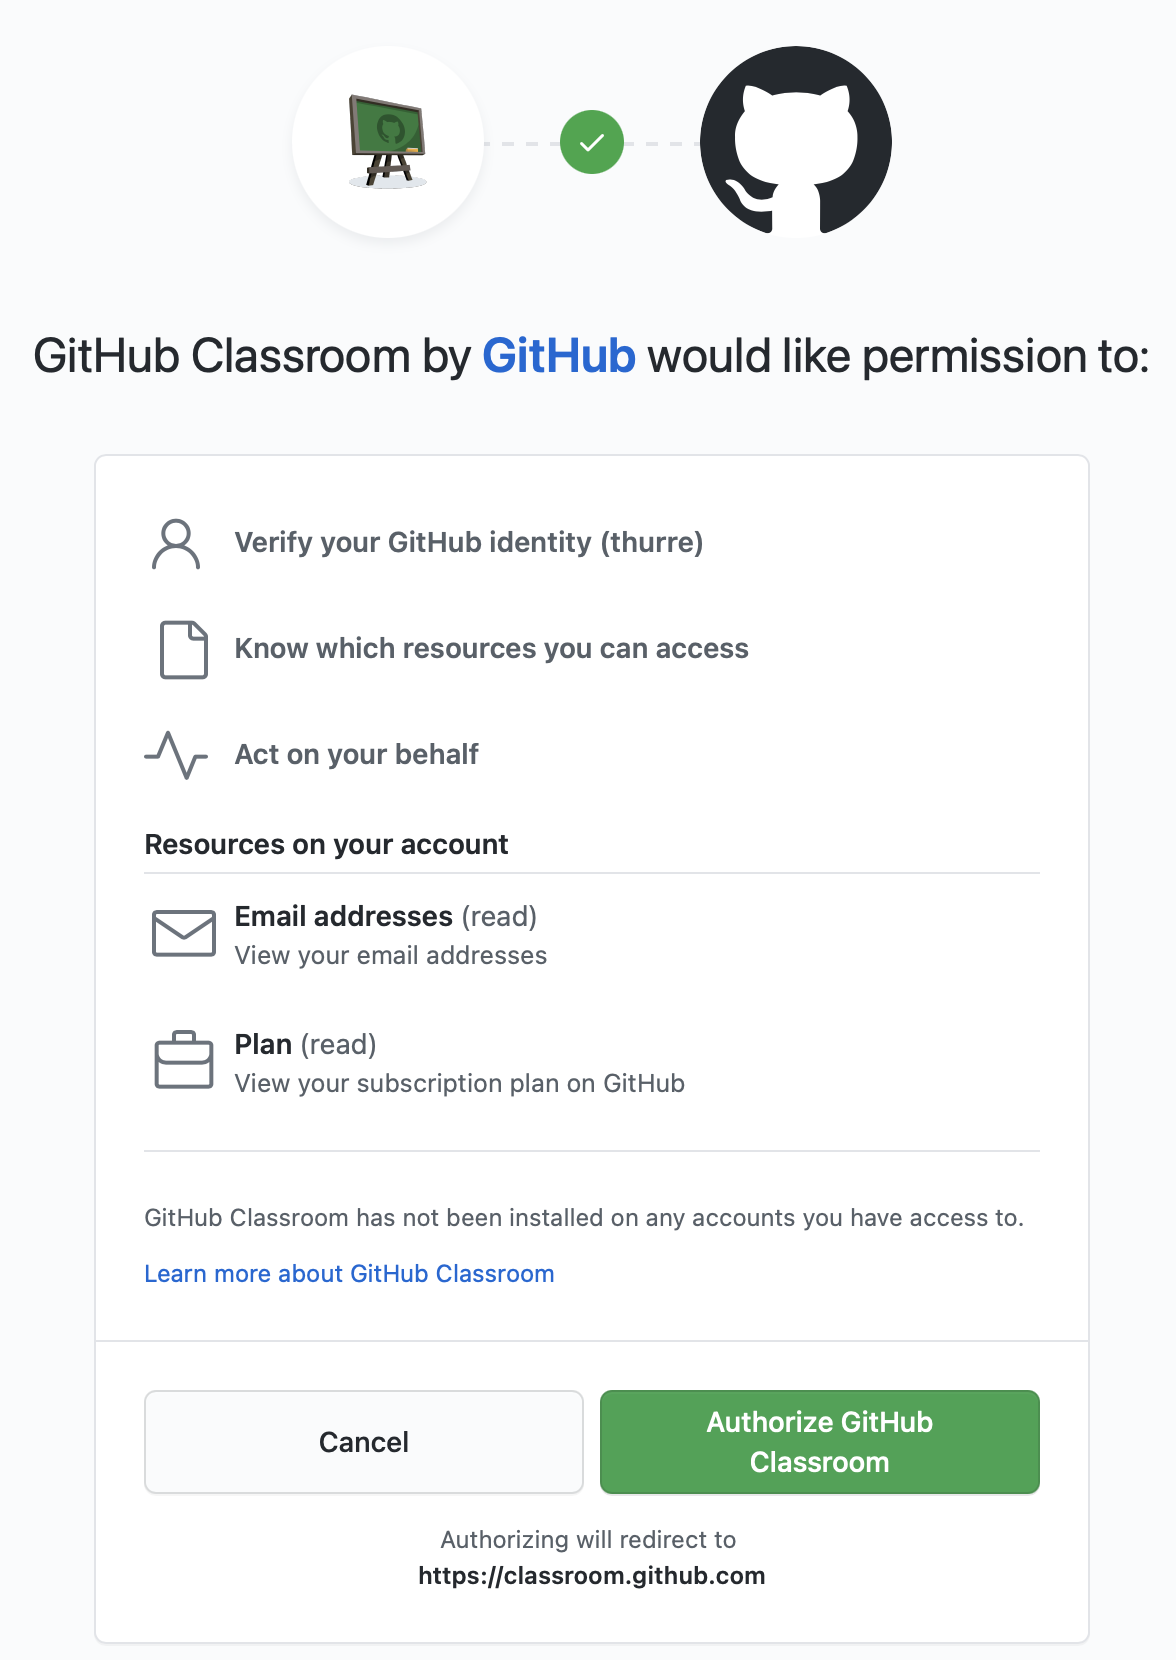 GitHub Classroom by GitHub would like permission to:
Verify your GitHub identity (thurre)
Know which resources you can access
Act on your behalf
Resources on your account
Email addresses (read)
View your email addresses
Plan (read)
View your subscription plan on GitHub
GitHub Classroom has not been installed on any accounts you have access to.
Learn more about GitHub Classroom
Cancel
Authorize GitHub
Classroom
Authorizing will redirect to
https://classroom.github.com